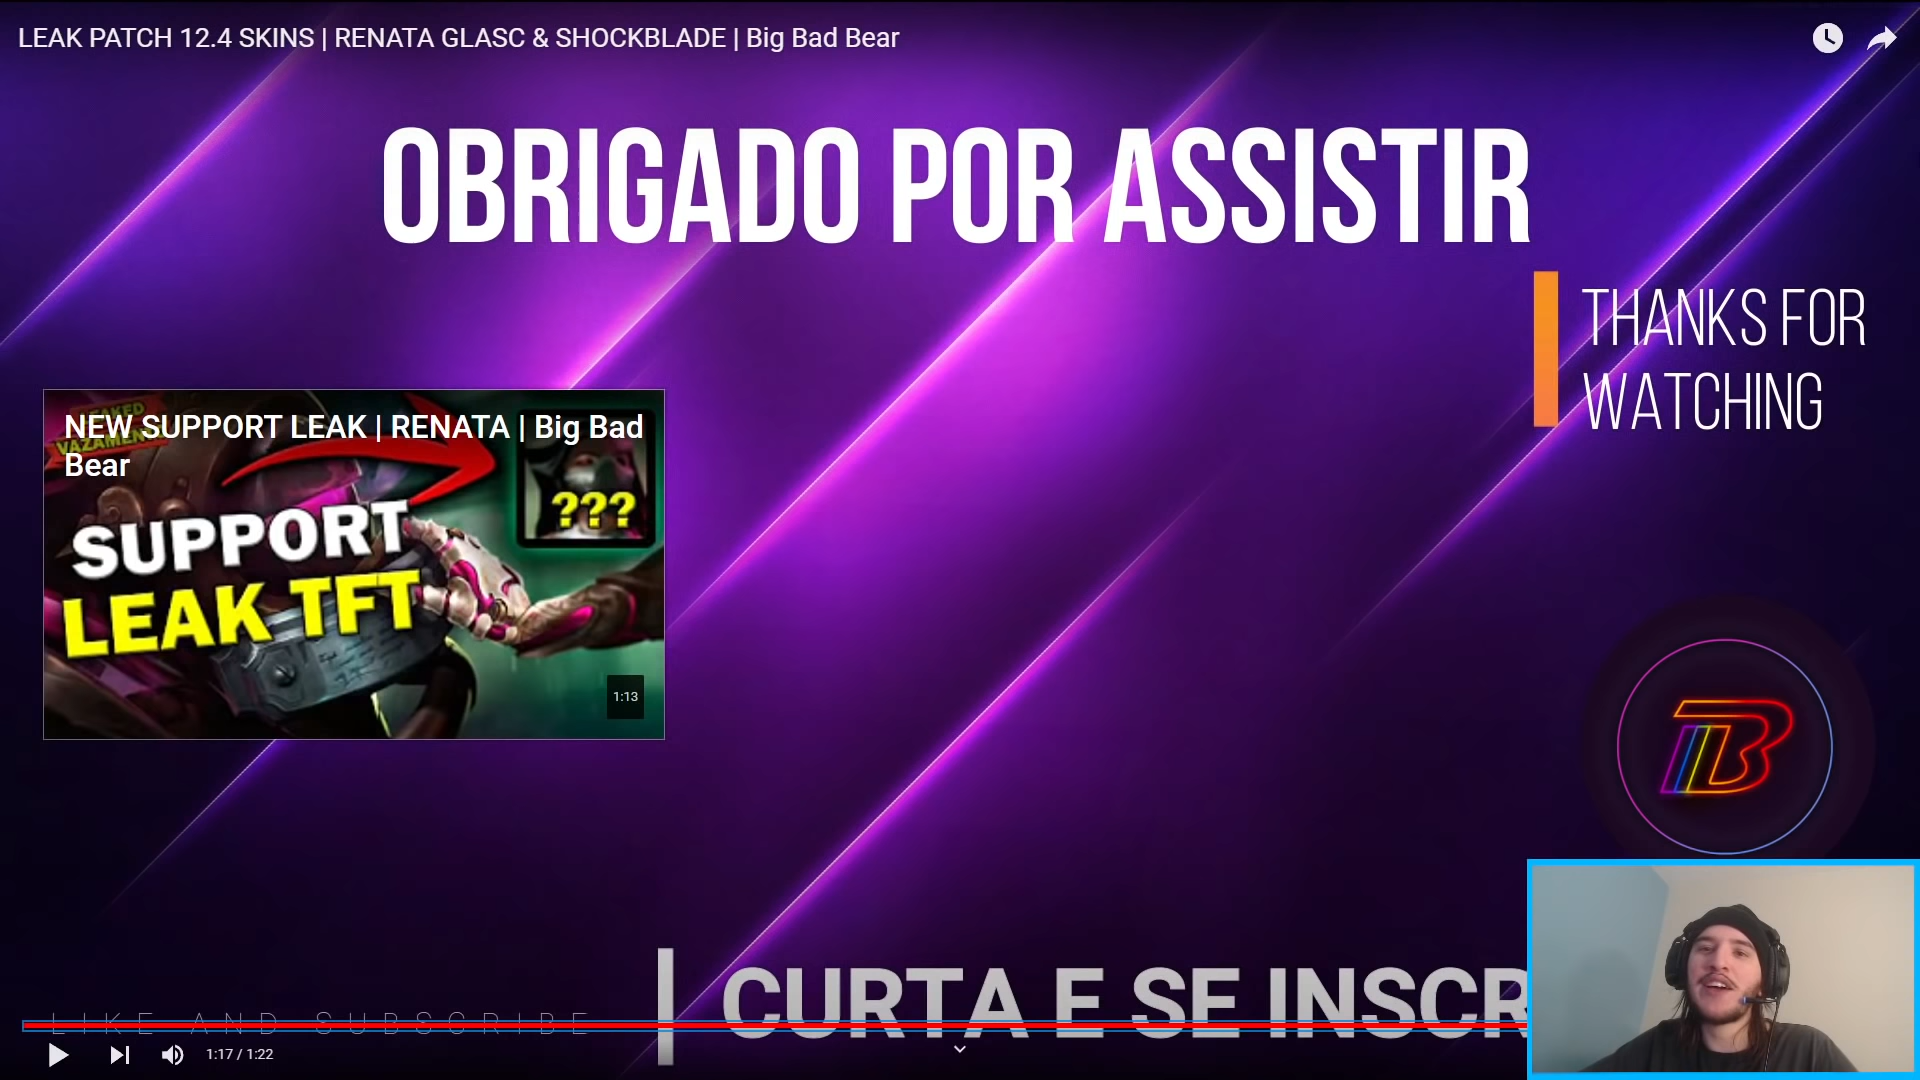 LEAK PATCH 12.4 SKINS | RENATA GLASC & SHOCKBLADE | Big Bad Bear
OBRIGADO POR ASSISTIR
THANKS FOR
WATCHING
LEAKED
NEW SUPPORT LEAK | RENATA | Big Bad
Bear
???
SUPPORT
LEAK TFT
1:13
B
CURTA E SE INSCR
LIKE AND SUBSCRIBE
1:17 / 1:22